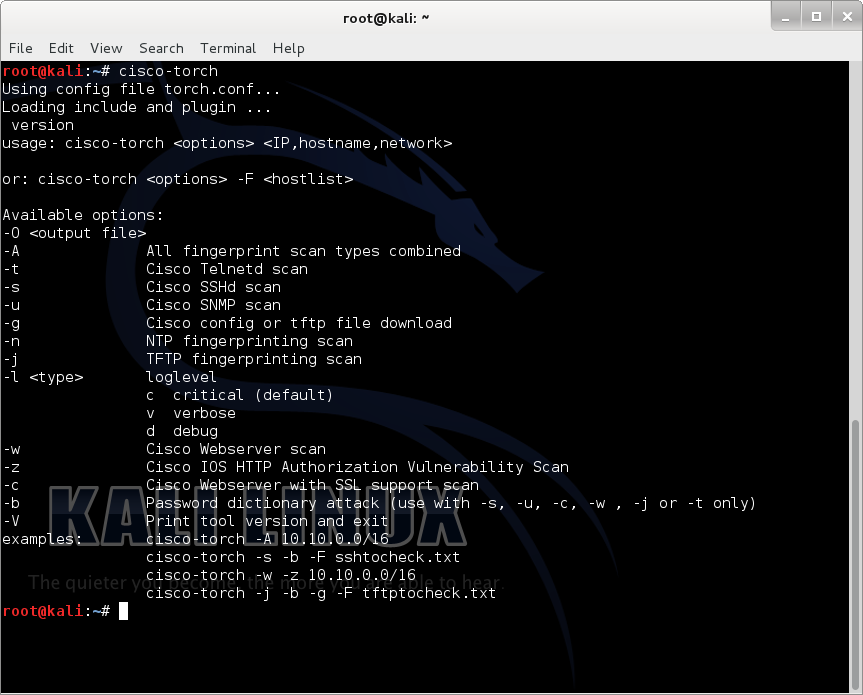 root@kali: ~
File Edit View Search Terminal Help
root@kali:~# cisco-torch
Using config file torch.conf...
Loading include and plugin ...
 version
usage: cisco-torch <options> <IP,hostname,network>
or: cisco-torch <options> -F <hostlist>
Available options:
-O <output file>
-A              All fingerprint scan types combined
-t              Cisco Telnetd scan
-s              Cisco SSHd scan
-u              Cisco SNMP scan
-g              Cisco config or tftp file download
-n              NTP fingerprinting scan
-j              TFTP fingerprinting scan
-l <type>       loglevel
                c  critical (default)
                v  verbose
                d  debug
-w              Cisco Webserver scan
-z              Cisco IOS HTTP Authorization Vulnerability Scan
-c              Cisco Webserver with SSL support scan
-b              Password dictionary attack (use with -s, -u, -c, -w , -j or -t only)
-V              Print tool version and exit
examples:       cisco-torch -A 10.10.0.0/16
                cisco-torch -s -b -F sshtocheck.txt
                cisco-torch -w -z 10.10.0.0/16
                cisco-torch -j -b -g -F tftptocheck.txt
root@kali:~#
KALI LINUX
The quieter you become, the more you are able to hear.